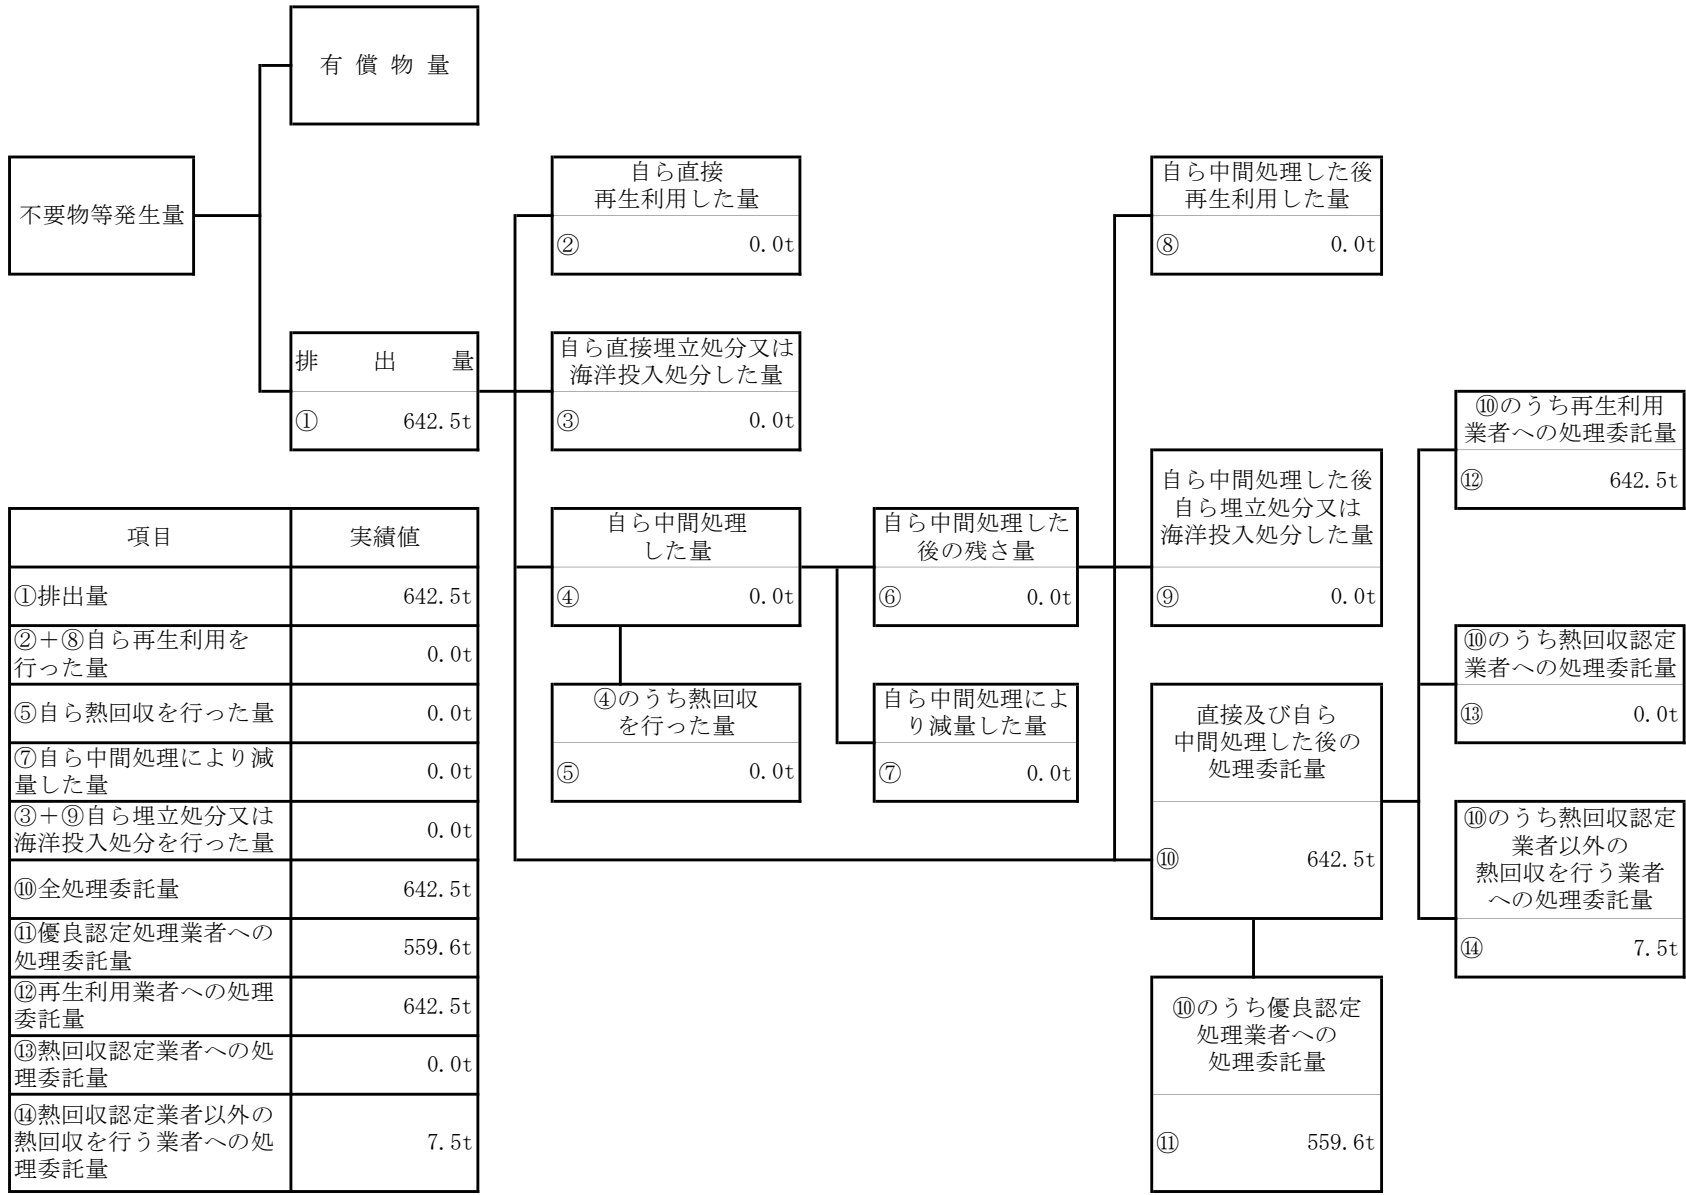 有 償 物 量
不要物等発生量
自ら直接
再生利用した量
② 0.0t
自ら中間処理した後
再生利用した量
⑧ 0.0t
排 出 量
① 642.5t
自ら直接埋立処分又は
海洋投入処分した量
③ 0.0t
⑩のうち再生利用
業者への処理委託量
⑫ 642.5t
自ら中間処理した後
自ら埋立処分又は
海洋投入処分した量
⑨ 0.0t
自ら中間処理
した量
④ 0.0t
自ら中間処理した
後の残さ量
⑥ 0.0t
⑩のうち熱回収認定
業者への処理委託量
⑬ 0.0t
④のうち熱回収
を行った量
⑤ 0.0t
自ら中間処理によ
り減量した量
⑦ 0.0t
直接及び自ら
中間処理した後の
処理委託量
⑩ 642.5t
⑩のうち熱回収認定
業者以外の
熱回収を行う業者
への処理委託量
⑭ 7.5t
⑩のうち優良認定
処理業者への
処理委託量
⑪ 559.6t
項目 実績値
①排出量 642.5t
②＋⑧自ら再生利用を
行った量 0.0t
⑤自ら熱回収を行った量 0.0t
⑦自ら中間処理により減
量した量 0.0t
③＋⑨自ら埋立処分又は
海洋投入処分を行った量 0.0t
⑩全処理委託量 642.5t
⑪優良認定処理業者への
処理委託量 559.6t
⑫再生利用業者への処理
委託量 642.5t
⑬熱回収認定業者への処
理委託量 0.0t
⑭熱回収認定業者以外の
熱回収を行う業者への処 7.5t
理委託量